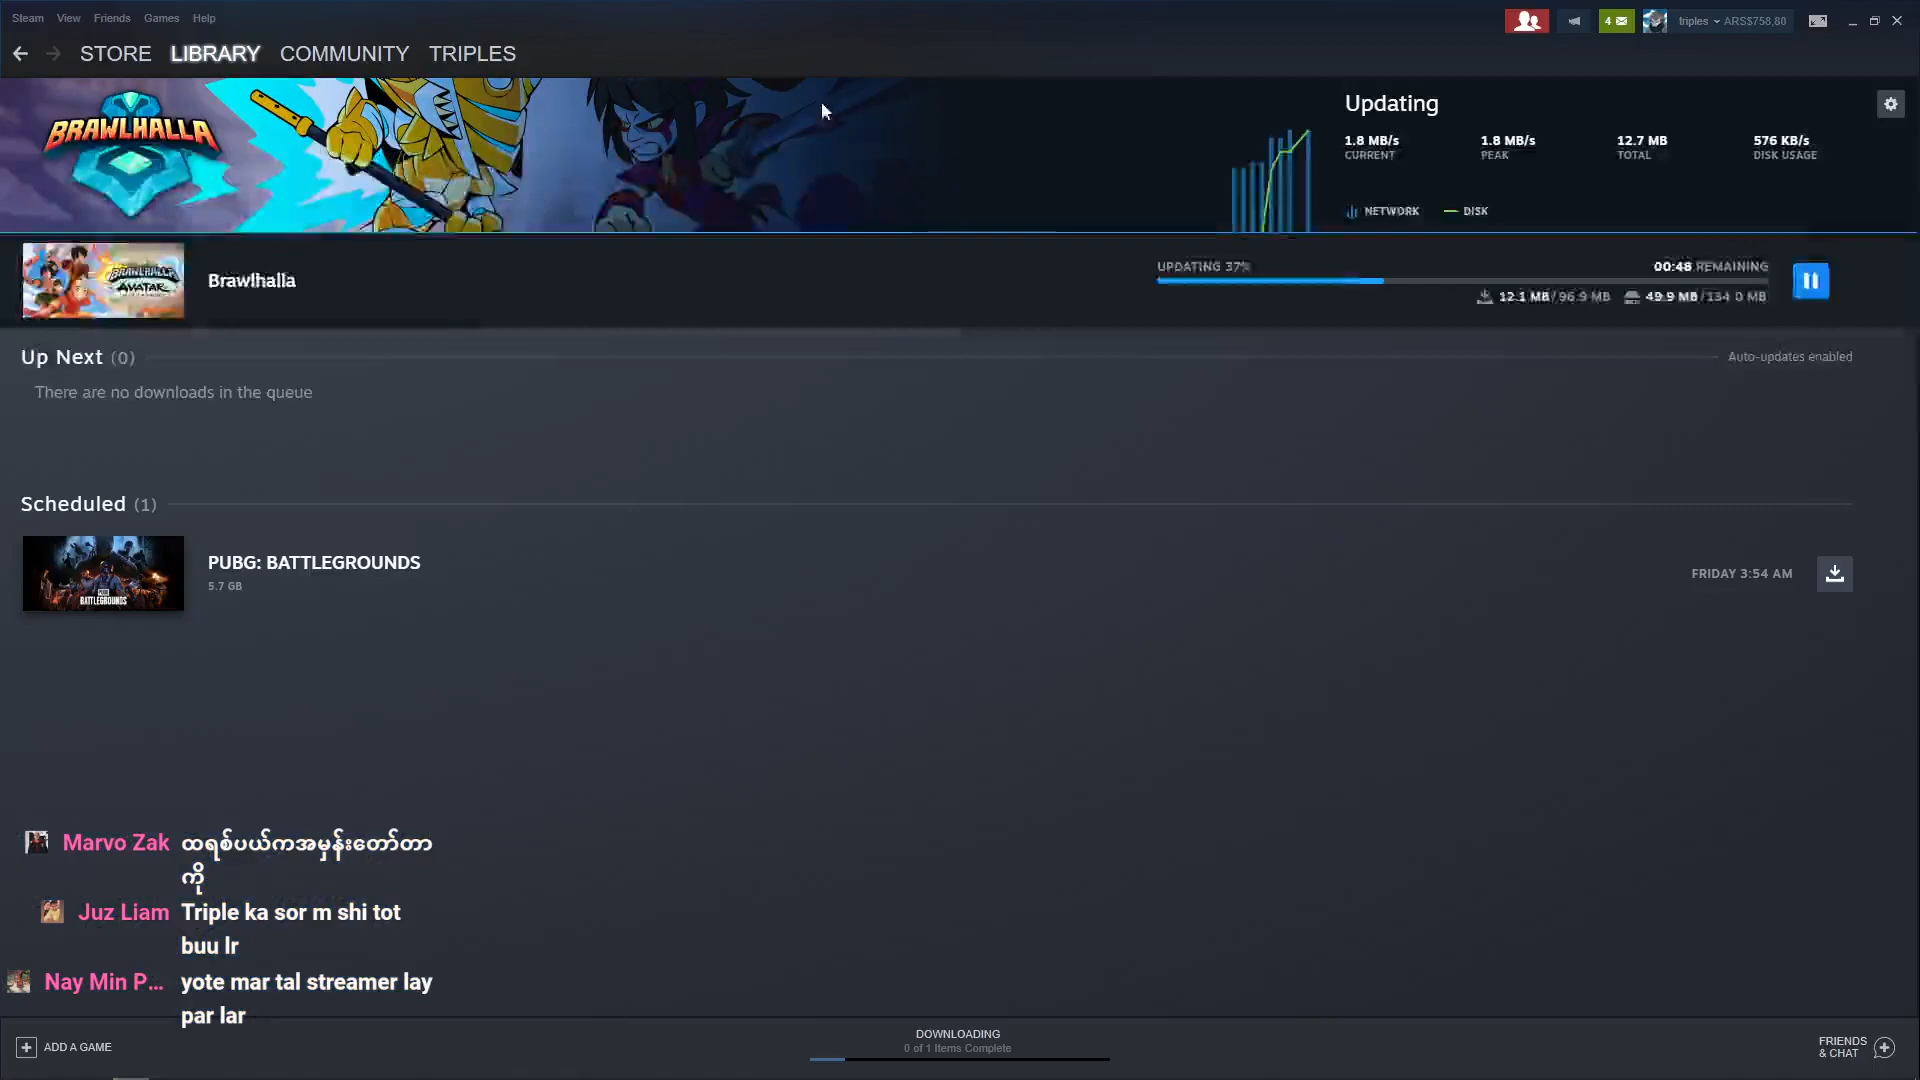 Steam View Friends Games Help
4
triples ARS$758,80
STORE LIBRARY COMMUNITY TRIPLES
BRAWLHALLA
Updating
1.8 MB/s 1.8 MB/s 12.7 MB 576 KB/s
CURRENT PEAK TOTAL DISK USAGE
NETWORK DISK
BRAWLHALLA
AVATAR
Brawlhalla
UPDATING 37%
00:48 REMAINING
12.1 MB / 96.9 MB 49.9 MB / 134.0 MB
Up Next (0)
Auto-updates enabled
There are no downloads in the queue
Scheduled (1)
PUBG
BATTLEGROUNDS
PUBG: BATTLEGROUNDS
5.7 GB
FRIDAY 3:54 AM
Marvo Zak ထရစ်ပယ်ကအမှန်းတော်တာ
ကို
Juz Liam Triple ka sor m shi tot
buu lr
Nay Min P... yote mar tal streamer lay
par lar
ADD A GAME
DOWNLOADING
0 of 1 Items Complete
FRIENDS
& CHAT